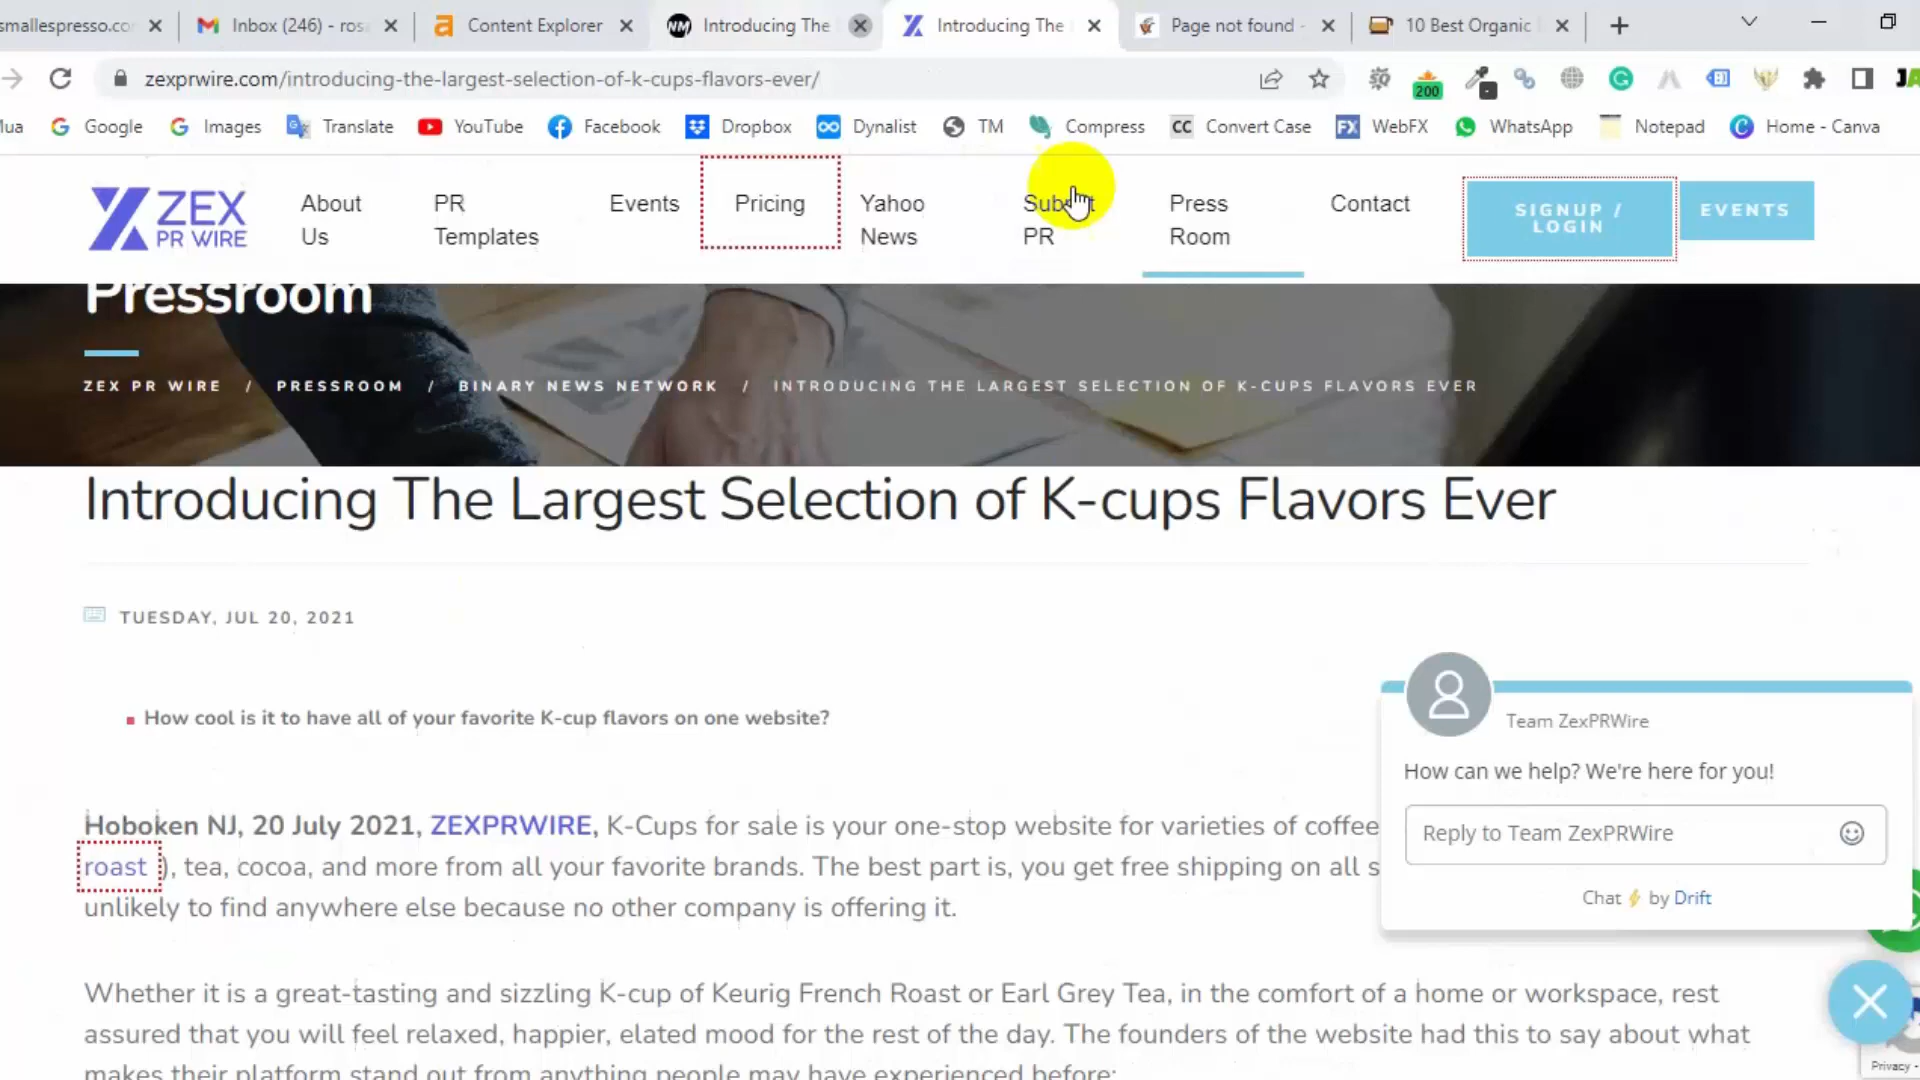 smallespresso.co
Inbox (246) - ros
Content Explorer
Introducing The
Introducing The
Page not found -
10 Best Organic
zexprwire.com/introducing-the-largest-selection-of-k-cups-flavors-ever/
200
Google
Images
Translate
YouTube
Facebook
Dropbox
Dynalist
TM
Compress
CC Convert Case
FX WebFX
WhatsApp
Notepad
Home - Canva
ZEX
PR WIRE
About
Us
PR
Templates
Events
Pricing
Yahoo
News
Submit
PR
Press
Room
Contact
SIGNUP /
LOGIN
EVENTS
Pressroom
ZEX PR WIRE / PRESSROOM / BINARY NEWS NETWORK / INTRODUCING THE LARGEST SELECTION OF K-CUPS FLAVORS EVER
Introducing The Largest Selection of K-cups Flavors Ever
TUESDAY, JUL 20, 2021
How cool is it to have all of your favorite K-cup flavors on one website?
Hoboken NJ, 20 July 2021, ZEXPRWIRE, K-Cups for sale is your one-stop website for varieties of coffee
roast ), tea, cocoa, and more from all your favorite brands. The best part is, you get free shipping on all s
unlikely to find anywhere else because no other company is offering it.
Whether it is a great-tasting and sizzling K-cup of Keurig French Roast or Earl Grey Tea, in the comfort of a home or workspace, rest
assured that you will feel relaxed, happier, elated mood for the rest of the day. The founders of the website had this to say about what
makes their platform stand out from anything people may have experienced before:
Team ZexPRWire
How can we help? We're here for you!
Reply to Team ZexPRWire
Chat by Drift
Privacy -